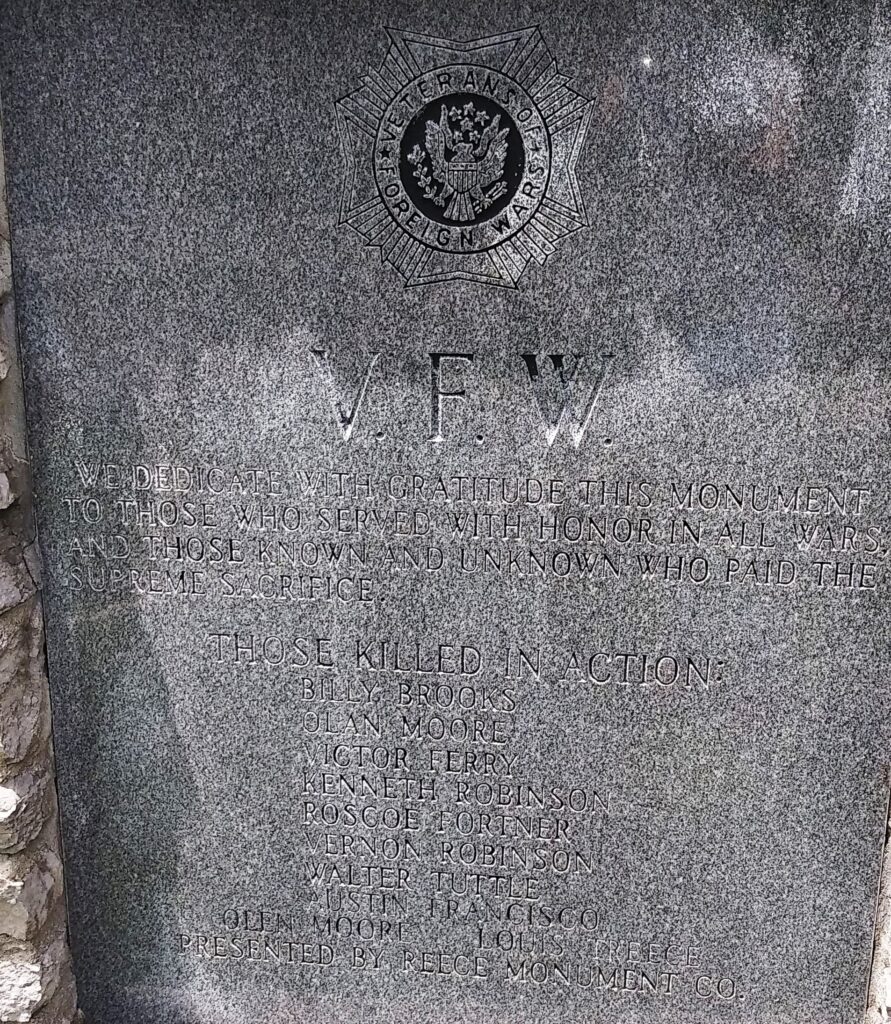 VETERANS OF
FOREIGN WARS
V. F. W.
WE DEDICATE WITH GRATITUDE THIS MONUMENT
TO THOSE WHO SERVED WITH HONOR IN ALL WARS
AND THOSE KNOWN AND UNKNOWN WHO PAID THE
SUPREME SACRIFICE.
THOSE KILLED IN ACTION:
BILLY BROOKS
OLAN MOORE
VICTOR FERRY
KENNETH ROBINSON
ROSCOE FORTNER
VERNON ROBINSON
WALTER TUTTLE
AUSTIN FRANCISCO
OLEN MOORE LOUIS TREECE
PRESENTED BY REECE MONUMENT CO.